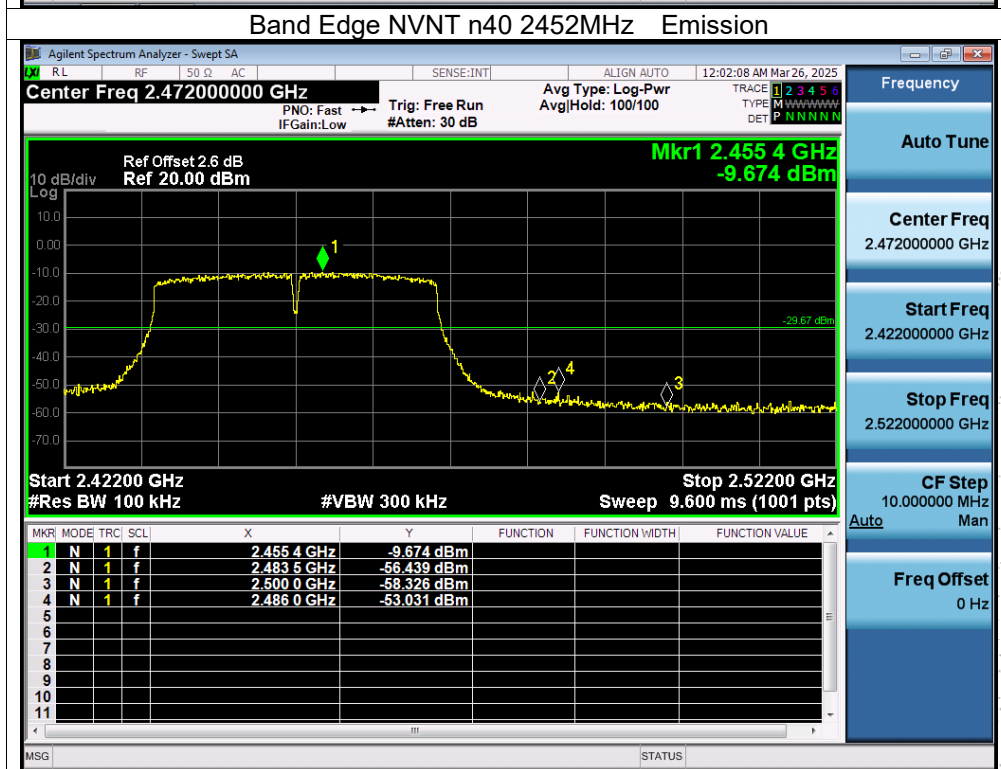 Band Edge NVNT n40 2452MHz    Emission
Agilent Spectrum Analyzer - Swept SA
LXI RL RF 50 Ω AC SENSE:INT ALIGN AUTO 12:02:08 AM Mar 26, 2025
Center Freq 2.472000000 GHz
PNO: Fast
IFGain:Low
Trig: Free Run
#Atten: 30 dB
Avg Type: Log-Pwr
Avg|Hold: 100/100
TRACE 1 2 3 4 5 6
TYPE M WWWWW
DET P N N N N N
Mkr1 2.455 4 GHz
-9.674 dBm
Ref Offset 2.6 dB
10 dB/div Ref 20.00 dBm
Log
10.0
0.00
-10.0
-20.0
-30.0
-40.0
-50.0
-60.0
-70.0
1
-29.67 dBm
2
4
3
Start 2.42200 GHz Stop 2.52200 GHz
#Res BW 100 kHz #VBW 300 kHz Sweep 9.600 ms (1001 pts)
MKR MODE TRC SCL X Y FUNCTION FUNCTION WIDTH FUNCTION VALUE
1 N 1 f 2.455 4 GHz -9.674 dBm
2 N 1 f 2.483 5 GHz -56.439 dBm
3 N 1 f 2.500 0 GHz -58.326 dBm
4 N 1 f 2.486 0 GHz -53.031 dBm
5
6
7
8
9
10
11
MSG STATUS
Frequency
Auto Tune
Center Freq
2.472000000 GHz
Start Freq
2.422000000 GHz
Stop Freq
2.522000000 GHz
CF Step
10.000000 MHz
Auto Man
Freq Offset
0 Hz